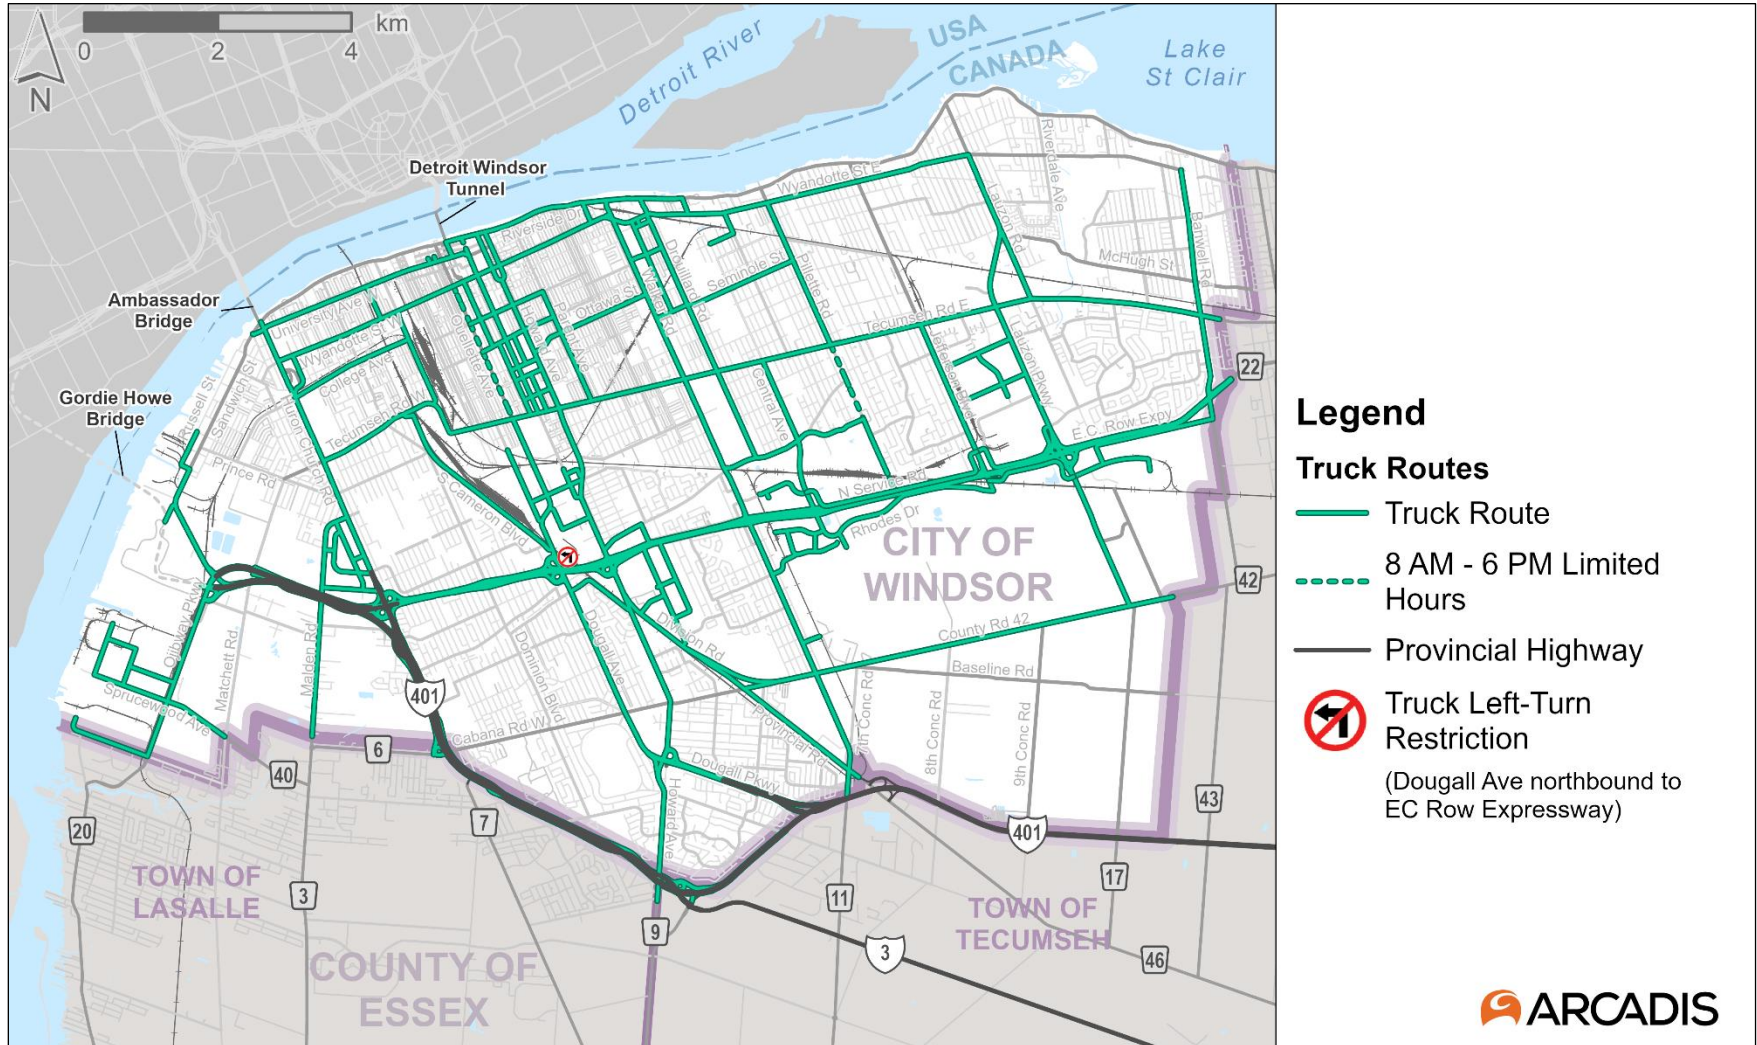 km
0
2
4
N
Detroit River
USA
CANADA
Lake
St Clair
Detroit Windsor
Tunnel
Ambassador
Bridge
Gordie Howe
Bridge
Riverside Dr
Wyandotte St E
Riverdale Ave
Lauzon Rd
Banwell Rd
McHugh St
Drouillard Rd
Seminole St
Walker Rd
Pillette Rd
Ottawa St
Parent Ave
Howard Ave
Ouellette Ave
University Ave W
Wyandotte St W
College Ave
Tecumseh Rd E
Jefferson Blvd
Lauzon Pkwy
Central Ave
E C. Row Expy
Russell St
Sandwich St
Huron Church Rd
Tecumseh Rd
Prince Rd
S Cameron Blvd
N Service Rd
Rhodes Dr
CITY OF
WINDSOR
22
42
Ojibway Pkwy
Matchett Rd
Malden Rd
Sprucewood Ave
Dominion Blvd
Dougall Ave
Division Rd
County Rd 42
Baseline Rd
401
Cabana Rd W
Provincial Rd
7th Conc Rd
8th Conc Rd
9th Conc Rd
Dougall Pkwy
Howard Ave
6
40
20
7
3
43
401
17
11
9
3
46
TOWN OF
LASALLE
TOWN OF
TECUMSEH
COUNTY OF
ESSEX
Legend
Truck Routes
Truck Route
8 AM - 6 PM Limited
Hours
Provincial Highway
Truck Left-Turn
Restriction
(Dougall Ave northbound to
EC Row Expressway)
ARCADIS